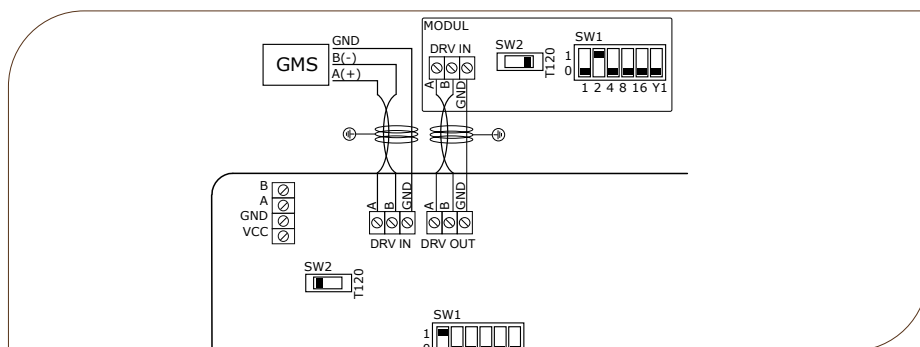 MODUL
GND
B(-)
A(+)
GMS
DRV IN
A
B
GND
SW2
T120
SW1
1
0
1 2 4 8 16 Y1
B
A
GND
VCC
A
B
GND
DRV IN
A
B
GND
DRV OUT
SW2
T120
SW1
1
0